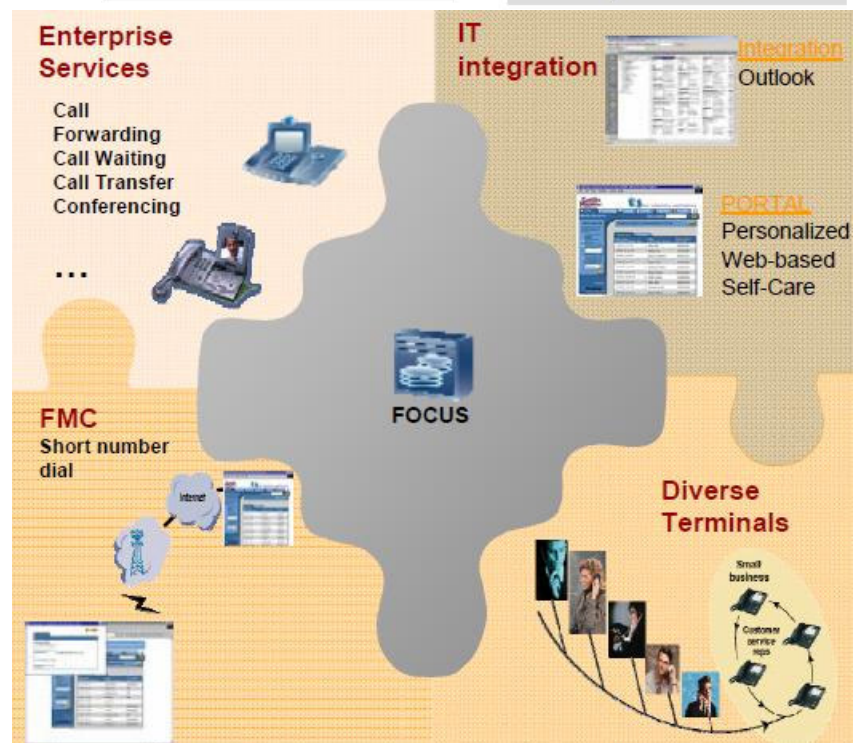 Enterprise
Services
Call
Forwarding
Call Waiting
Call Transfer
Conferencing
...
IT
integration
Integration
Outlook
PORTAL
Personalized
Web-based
Self-Care
FOCUS
FMC
Short number
dial
Internet
Diverse
Terminals
Small
business
Customer
service
reps